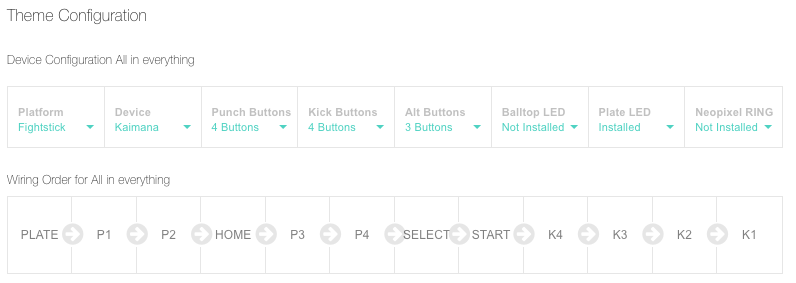 Theme Configuration
Device Configuration All in everything
Platform Device Punch Buttons Kick Buttons Alt Buttons Balltop LED Plate LED Neopixel RING
Fightstick Kaimana 4 Buttons 4 Buttons 3 Buttons Not Installed Installed Not Installed
Wiring Order for All in everything
PLATE P1 P2 HOME P3 P4 SELECT START K4 K3 K2 K1